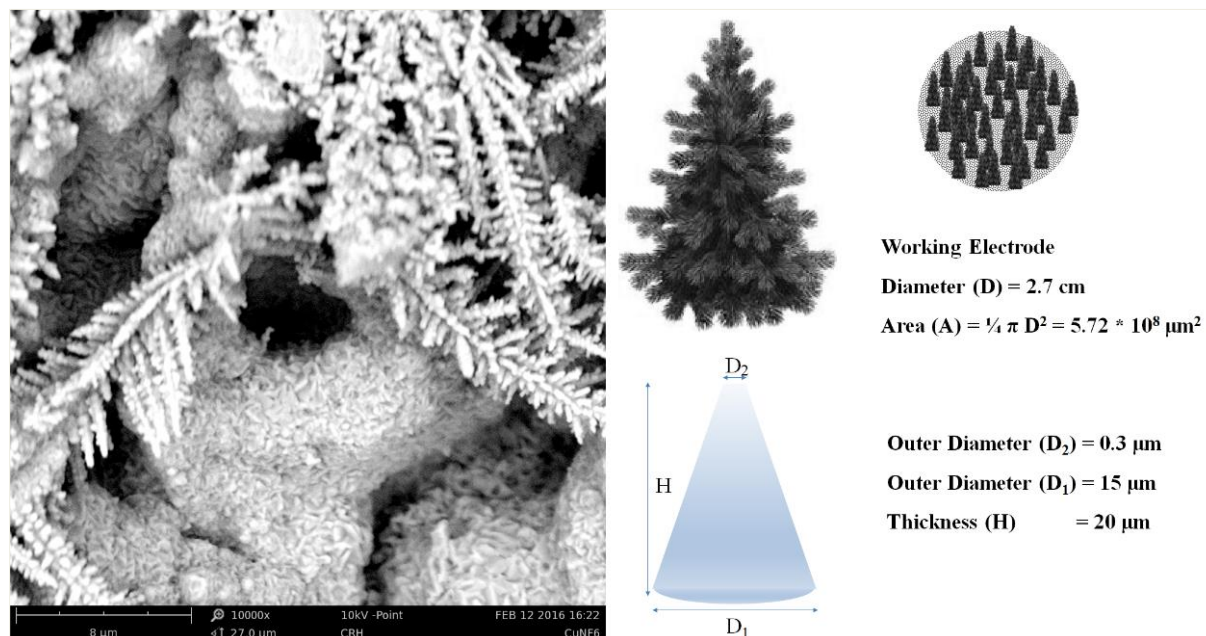 8 µm
10000x
10kV -Point
FEB 12 2016 16:22
27.0 µm
CRH
CuNF6
Working Electrode
Diameter (D) = 2.7 cm
Area (A) = ¼ π D² = 5.72 * 10⁸ µm²
D₂
H
D₁
Outer Diameter (D₂) = 0.3 µm
Outer Diameter (D₁) = 15 µm
Thickness (H) = 20 µm